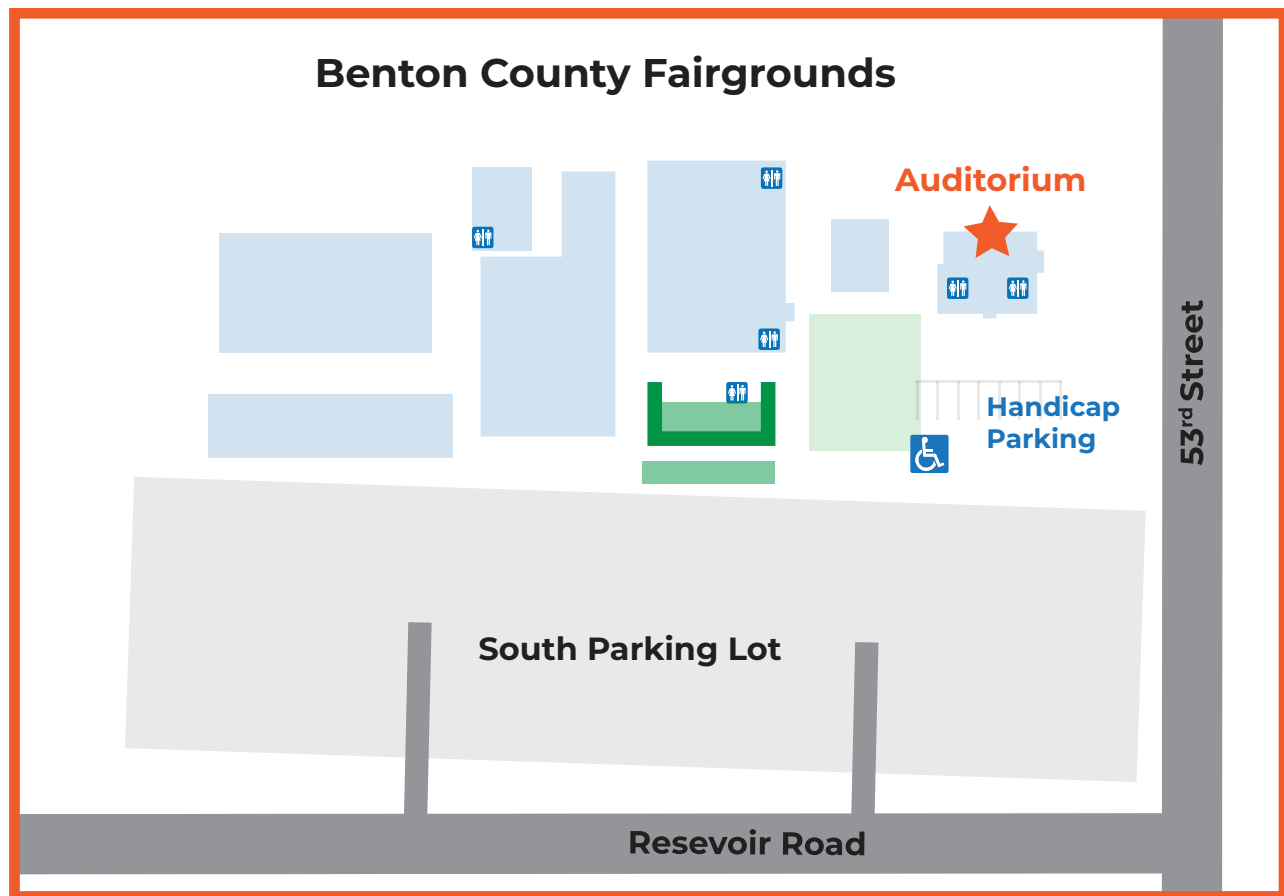 Benton County Fairgrounds
Auditorium
Handicap
Parking
53rd Street
South Parking Lot
Resevoir Road